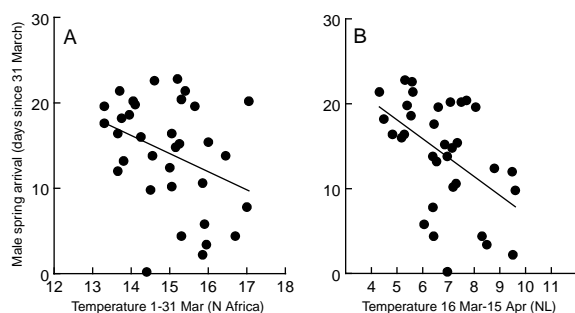 A
B
Male spring arrival (days since 31 March)
30
20
10
0
12 13 14 15 16 17 18
Temperature 1-31 Mar (N Africa)
30
20
10
0
4 5 6 7 8 9 10 11
Temperature 16 Mar-15 Apr (NL)